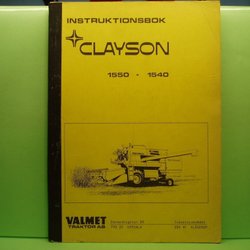 INSTRUKTIONSBOK
CLAYSON
1550 - 1540
VALMET
TRAKTOR AB